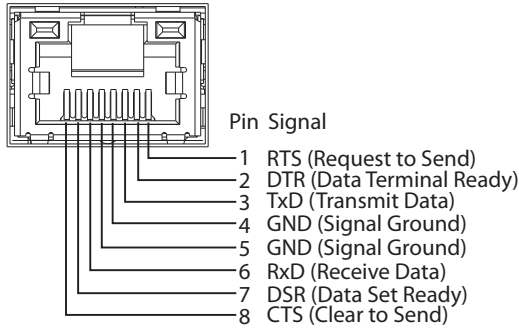 Pin Signal
1 RTS (Request to Send)
2 DTR (Data Terminal Ready)
3 TxD (Transmit Data)
4 GND (Signal Ground)
5 GND (Signal Ground)
6 RxD (Receive Data)
7 DSR (Data Set Ready)
8 CTS (Clear to Send)